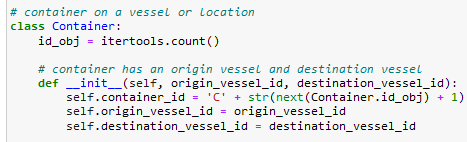 # container on a vessel or location
class Container:
    id_obj = itertools.count()

    # container has an origin vessel and destination vessel
    def __init__(self, origin_vessel_id, destination_vessel_id):
        self.container_id = 'C' + str(next(Container.id_obj) + 1)
        self.origin_vessel_id = origin_vessel_id
        self.destination_vessel_id = destination_vessel_id